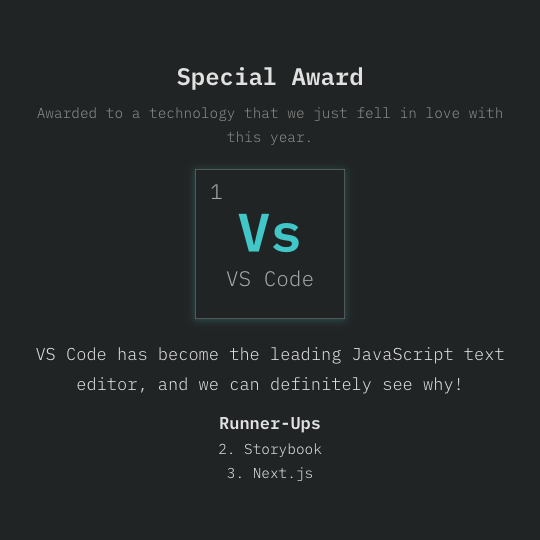 Special Award
Awarded to a technology that we just fell in love with
this year.
1
Vs
VS Code
VS Code has become the leading JavaScript text
editor, and we can definitely see why!
Runner-Ups
2. Storybook
3. Next.js